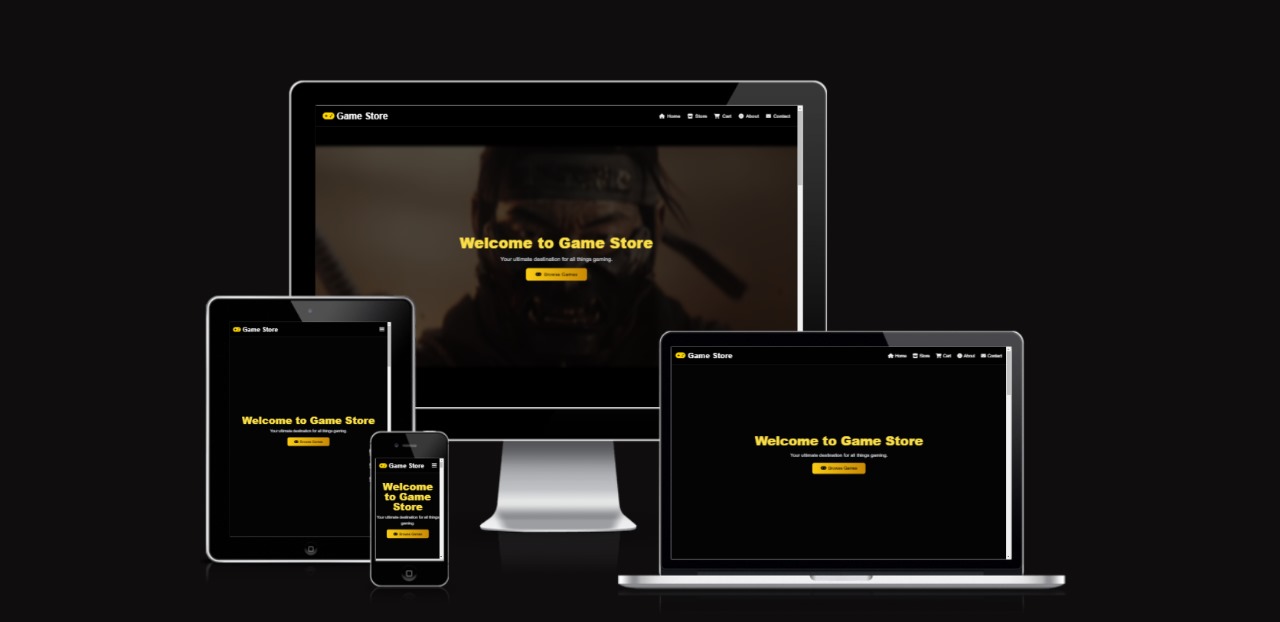 Game Store
Home Store Cart About Contact
Welcome to Game Store
Your ultimate destination for all things gaming.
Browse Games
Game Store
Welcome to Game Store
Your ultimate destination for all things gaming.
Browse Games
Game Store
Welcome
to Game
Store
Your ultimate destination for all things
gaming.
Browse Games
Game Store
Home Store Cart About Contact
Welcome to Game Store
Your ultimate destination for all things gaming.
Browse Games